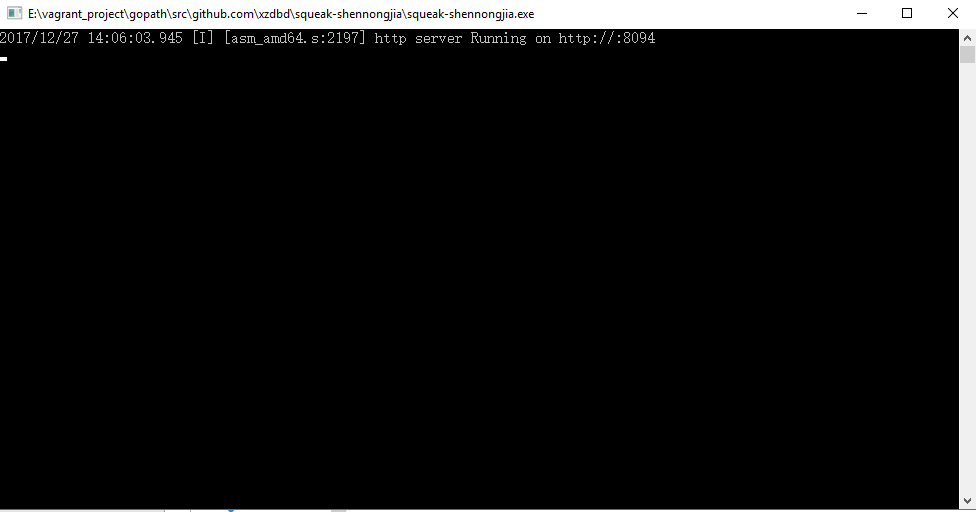 E:\vagrant_project\gopath\src\github.com\xzdbd\squeak-shennongjia\squeak-shennongjia.exe
2017/12/27 14:06:03.945 [I] [asm_amd64.s:2197] http server Running on http://:8094